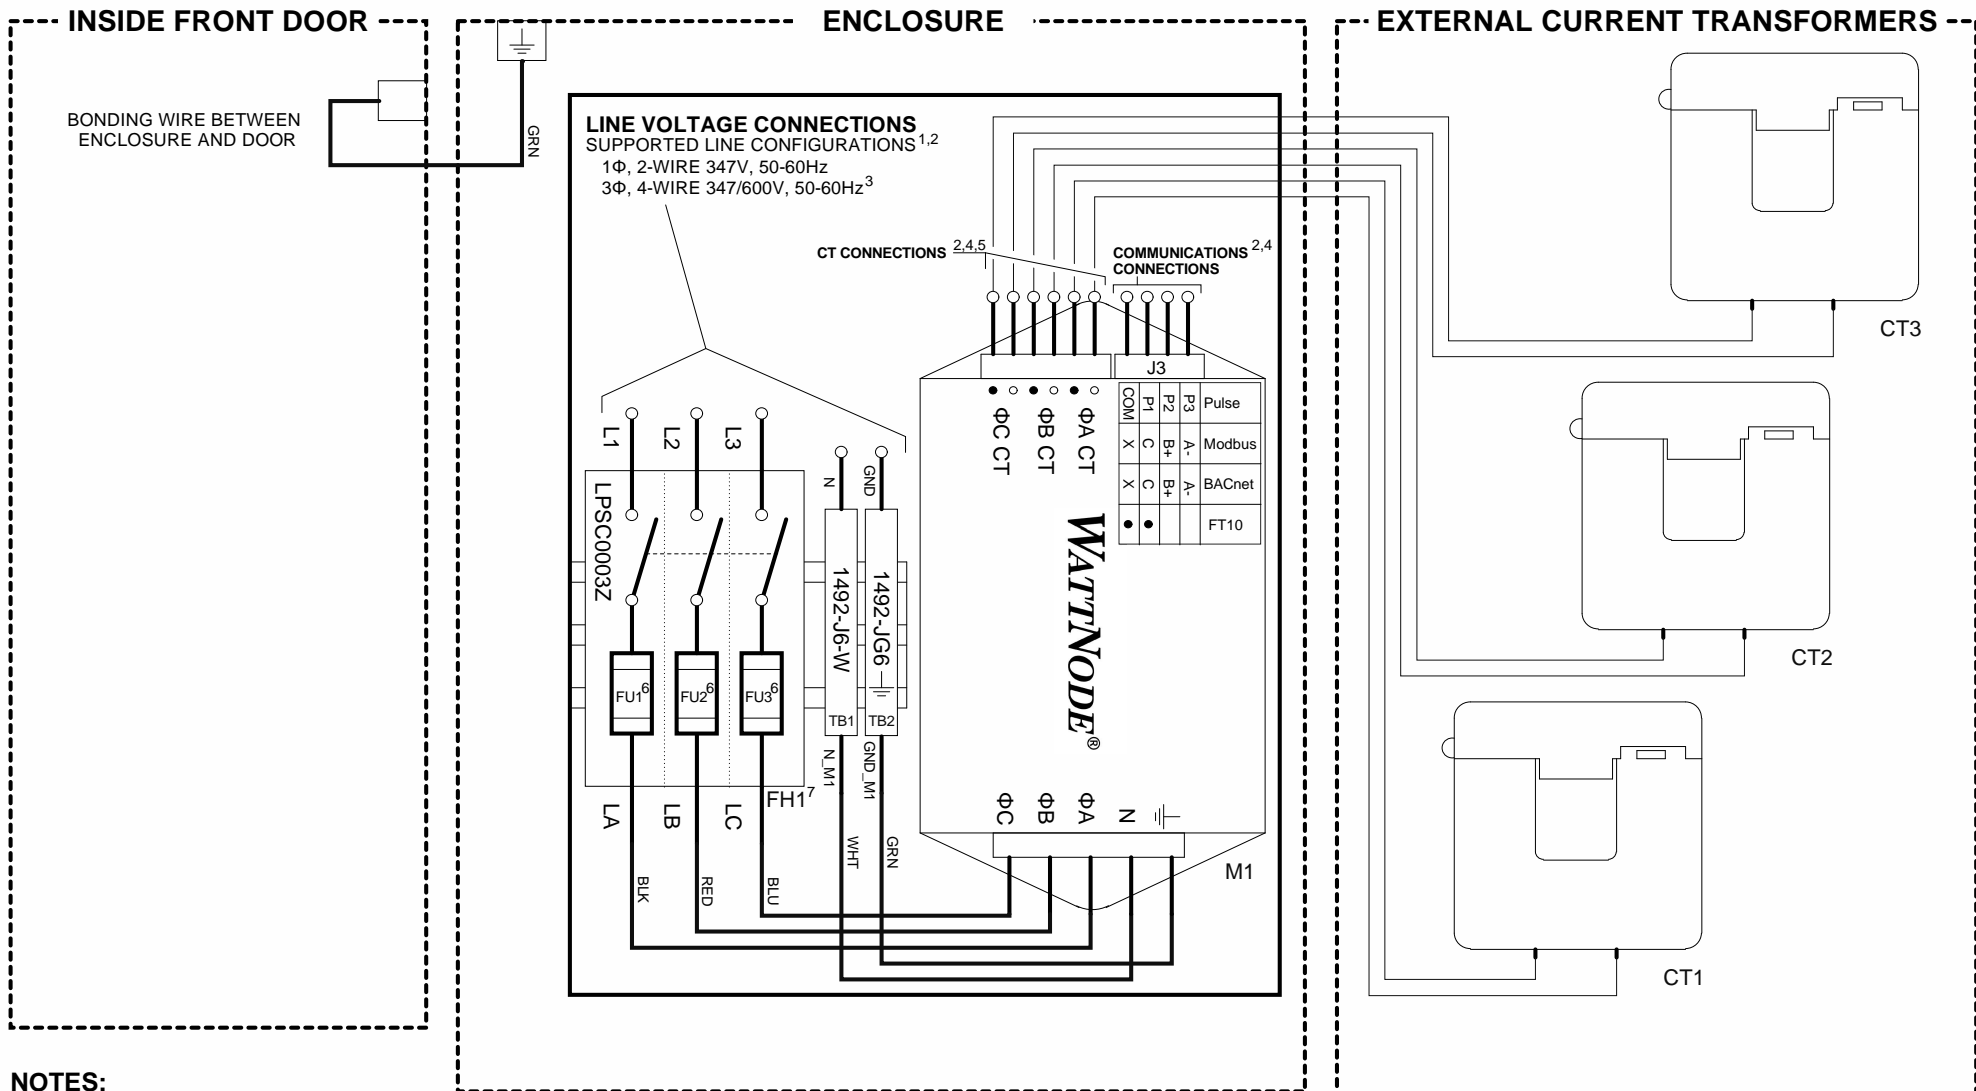 INSIDE FRONT DOOR
ENCLOSURE
EXTERNAL CURRENT TRANSFORMERS
BONDING WIRE BETWEEN
ENCLOSURE AND DOOR
GRN
LINE VOLTAGE CONNECTIONS
SUPPORTED LINE CONFIGURATIONS1,2
1Φ, 2-WIRE 347V, 50-60Hz
3Φ, 4-WIRE 347/600V, 50-60Hz3
CT CONNECTIONS 2,4,5
COMMUNICATIONS 2,4
CONNECTIONS
CT3
J3
ΦC CT
ΦB CT
ΦA CT
COM P1 P2 P3 Pulse
X C B+ A- Modbus
X C B+ A- BACnet
FT10
L1
L2
L3
N
GND
LPSC0003Z
1492-J6-W
1492-JG6
WATTNODE®
FU16
FU26
FU36
TB1
TB2
CT2
N_M1
GND_M1
FH17
LA
LB
LC
ΦC
ΦB
ΦA
N
WHT
GRN
BLK
RED
BLU
M1
CT1
NOTES: